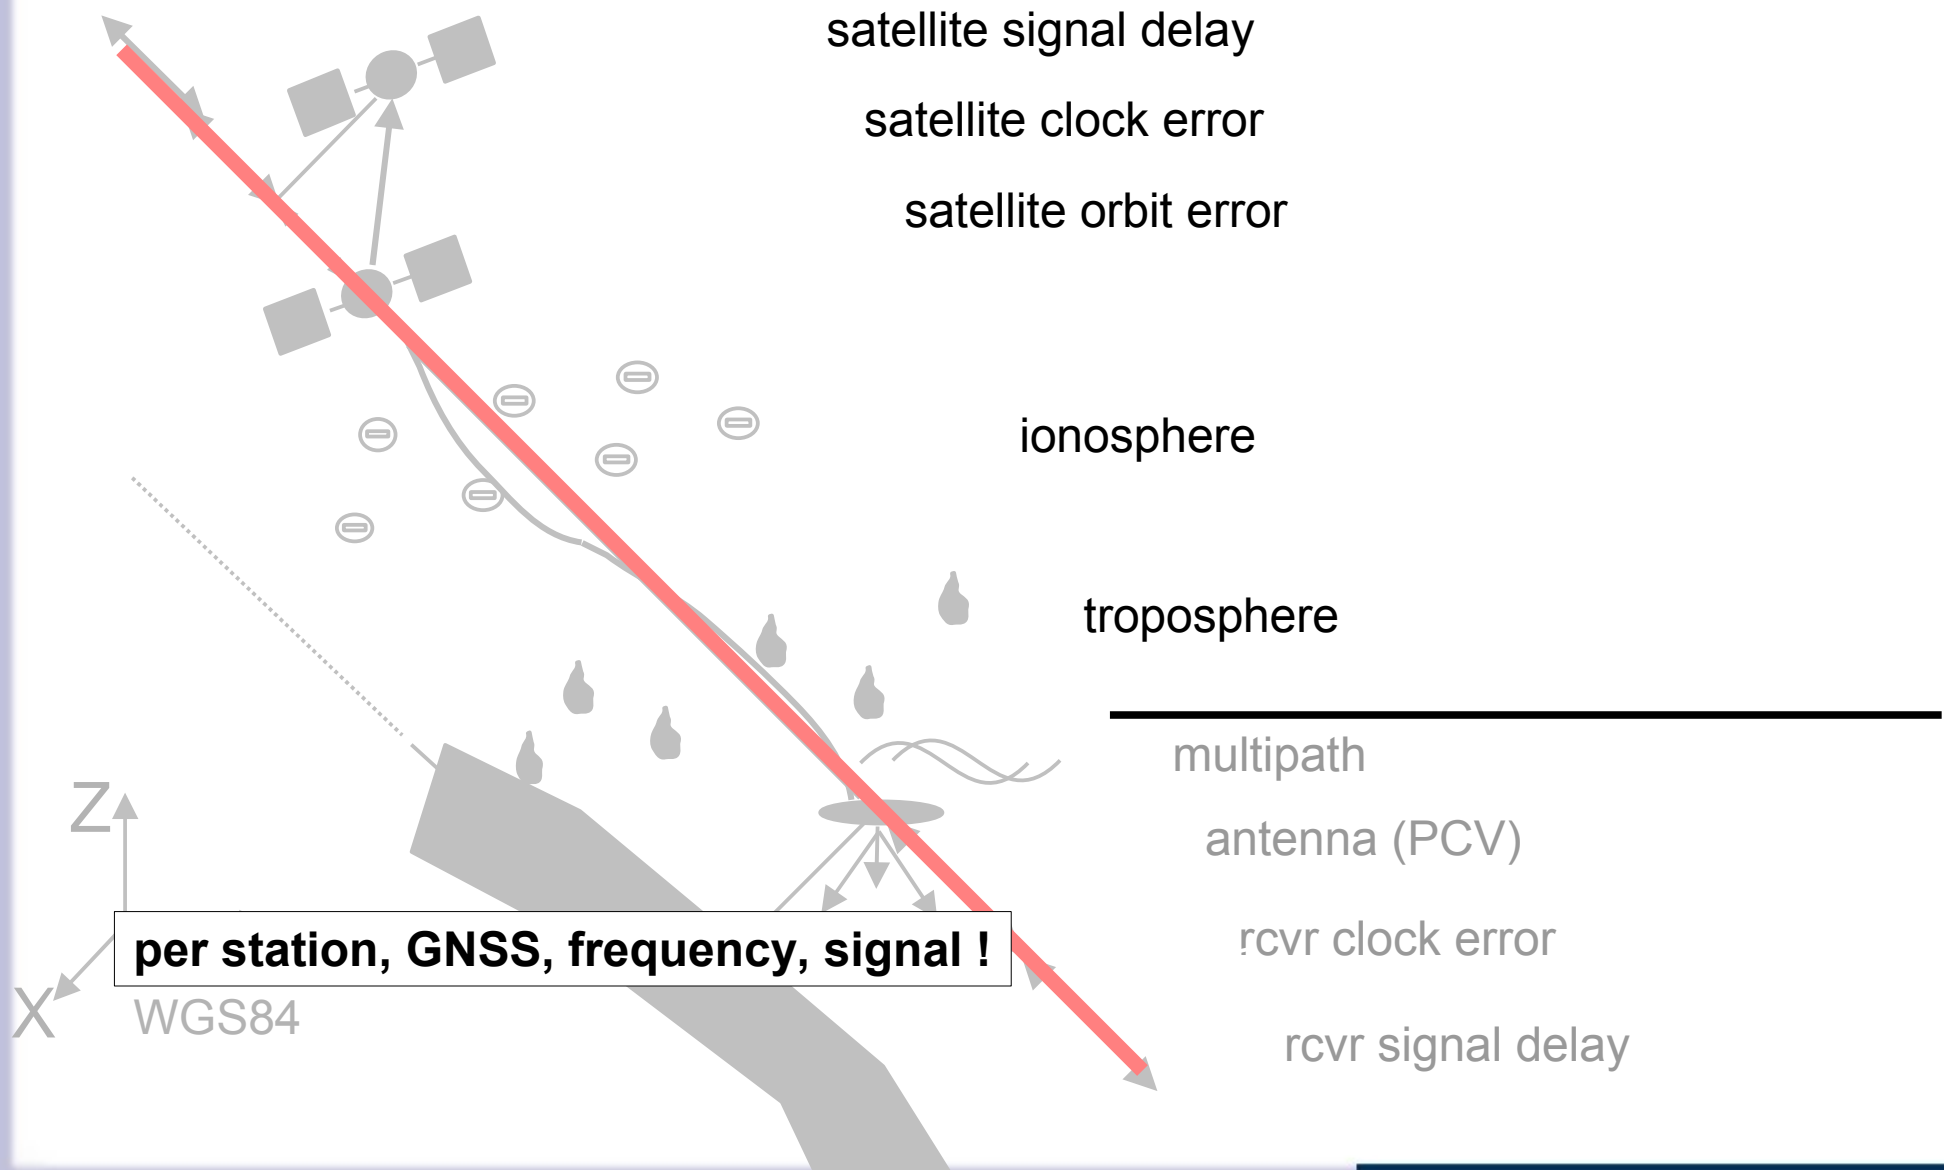 satellite signal delay
satellite clock error
satellite orbit error
ionosphere
troposphere
multipath
Z
antenna (PCV)
per station, GNSS, frequency, signal !
rcvr clock error
X
WGS84
rcvr signal delay